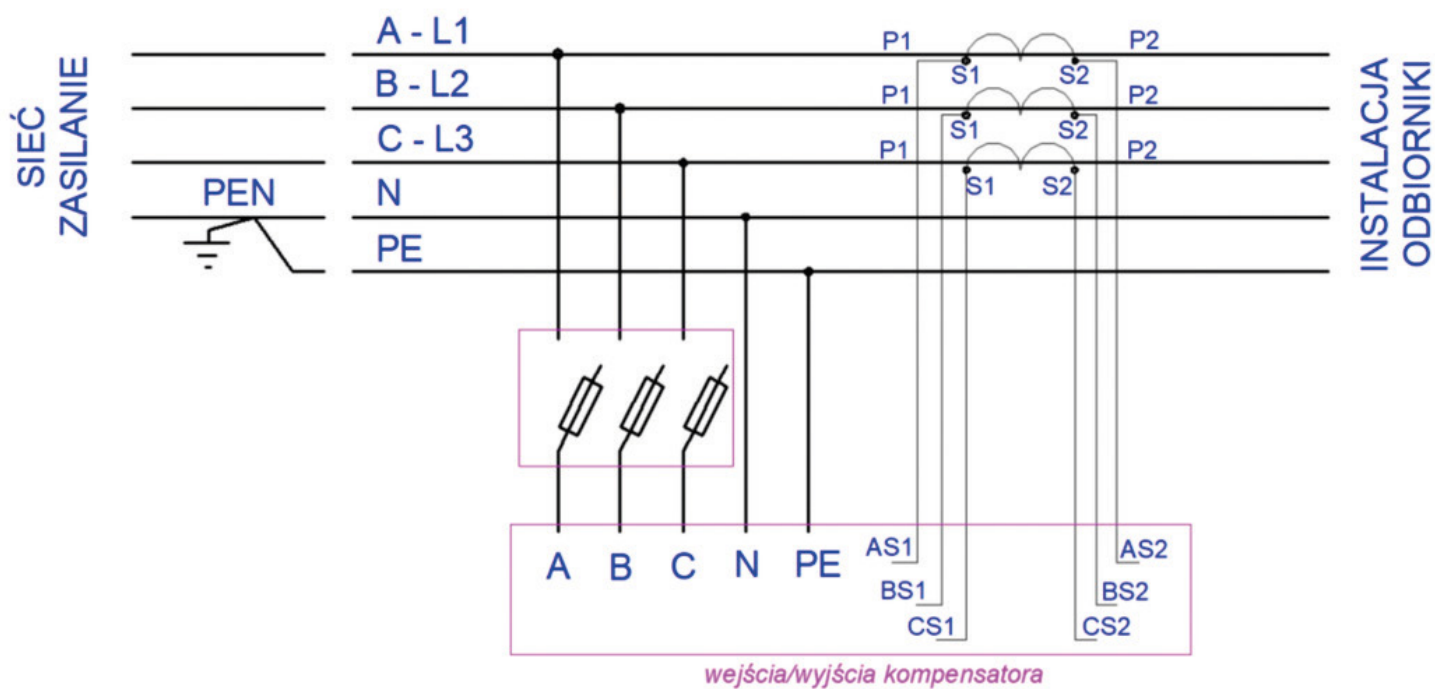 SIEĆ
ZASILANIE
A - L1
B - L2
C - L3
PEN
N
PE
P1
S1
S2
P2
P1
S1
S2
P2
P1
S1
S2
P2
INSTALACJA
ODBIORNIKI
A B C N PE
AS1
AS2
BS1
BS2
CS1
CS2
wejścia/wyjścia kompensatora